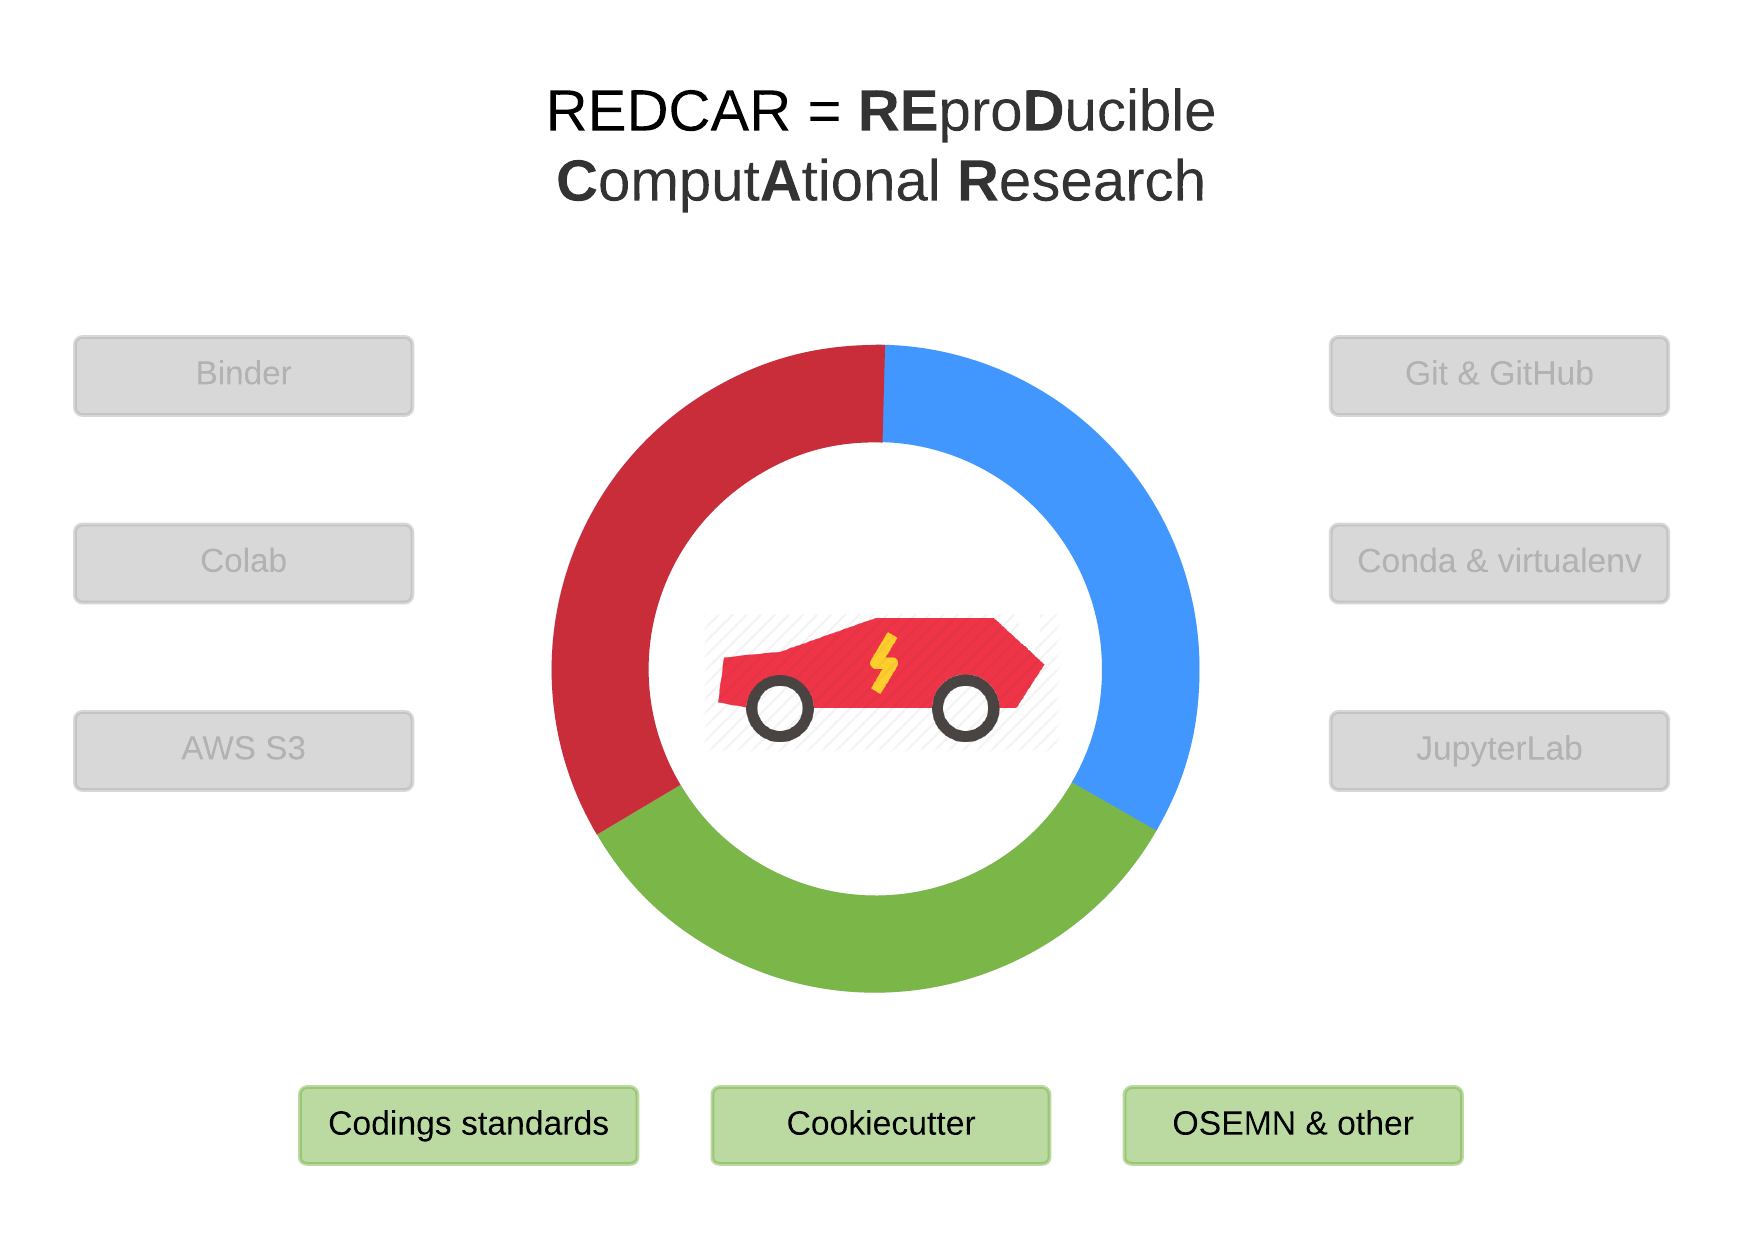 REDCAR = REproDucible
ComputAtional Research
Binder
Git & GitHub
Colab
Conda & virtualenv
AWS S3
JupyterLab
Codings standards
Cookiecutter
OSEMN & other